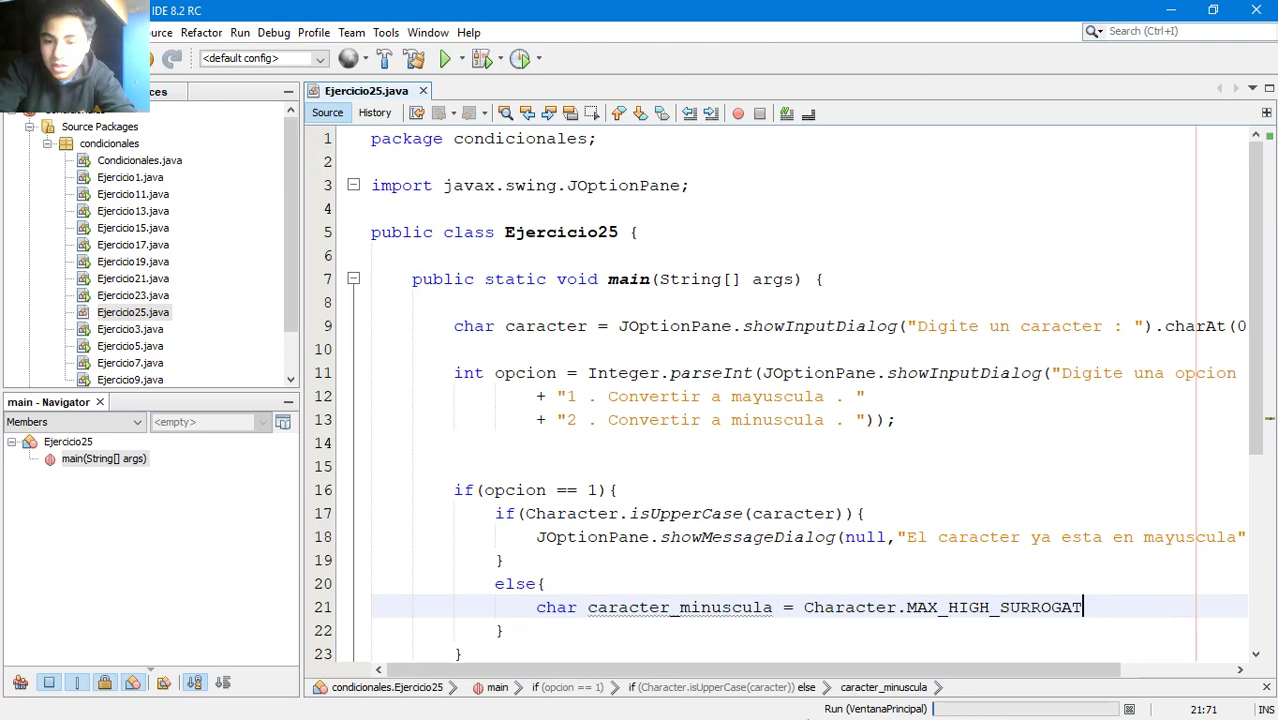 IDE 8.2 RC
urce Refactor Run Debug Profile Team Tools Window Help
Search (Ctrl+I)
<default config>
ces
Ejercicio25.java
Source History
Source Packages
condicionales
Condicionales.java
Ejercicio1.java
Ejercicio11.java
Ejercicio13.java
Ejercicio15.java
Ejercicio17.java
Ejercicio19.java
Ejercicio21.java
Ejercicio23.java
Ejercicio25.java
Ejercicio3.java
Ejercicio5.java
Ejercicio7.java
Ejercicio9.java
main - Navigator
Members <empty>
Ejercicio25
main(String[] args)
1 package condicionales;
2
3 import javax.swing.JOptionPane;
4
5 public class Ejercicio25 {
6
7 public static void main(String[] args) {
8
9 char caracter = JOptionPane.showInputDialog("Digite un caracter : ").charAt(0
10
11 int opcion = Integer.parseInt(JOptionPane.showInputDialog("Digite una opcion
12 + "1 . Convertir a mayuscula . "
13 + "2 . Convertir a minuscula . "));
14
15
16 if(opcion == 1){
17 if(Character.isUpperCase(caracter)){
18 JOptionPane.showMessageDialog(null,"El caracter ya esta en mayuscula"
19 }
20 else{
21 char caracter_minuscula = Character.MAX_HIGH_SURROGAT
22 }
23 }
condicionales.Ejercicio25 main if (opcion == 1) if (Character.isUpperCase(caracter)) else caracter_minuscula
Run (VentanaPrincipal) 21:71 INS